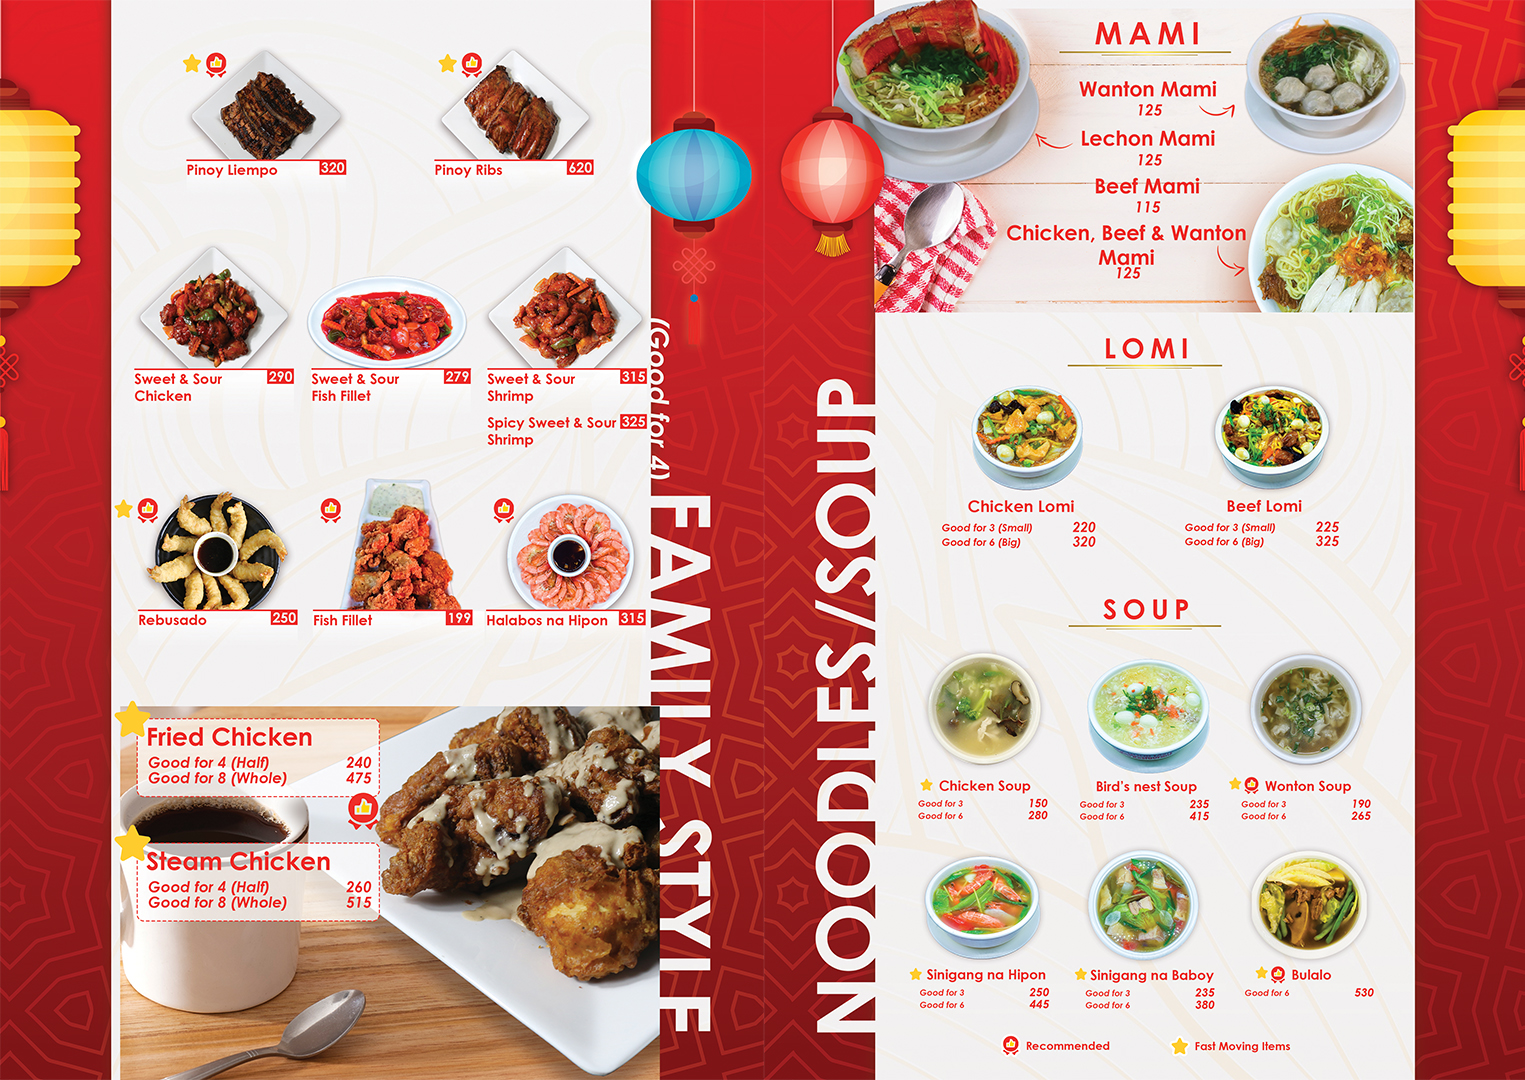 Pinoy Liempo 320
Pinoy Ribs 620
Sweet & Sour 290
Chicken
Sweet & Sour 279
Fish Fillet
Sweet & Sour 315
Shrimp
Spicy Sweet & Sour 325
Shrimp
Rebusado 250
Fish Fillet 199
Halabos na Hipon 315
Fried Chicken
Good for 4 (Half) 240
Good for 8 (Whole) 475
Steam Chicken
Good for 4 (Half) 260
Good for 8 (Whole) 515
(Good for 4)
FAMILY STYLE
NOODLES/SOUP
MAMI
Wanton Mami
125
Lechon Mami
125
Beef Mami
115
Chicken, Beef & Wanton
Mami
125
LOMI
Chicken Lomi
Good for 3 (Small) 220
Good for 6 (Big) 320
Beef Lomi
Good for 3 (Small) 225
Good for 6 (Big) 325
SOUP
Chicken Soup
Good for 3 150
Good for 6 280
Bird's nest Soup
Good for 3 235
Good for 6 415
Wonton Soup
Good for 3 190
Good for 6 265
Sinigang na Hipon
Good for 3 250
Good for 6 445
Sinigang na Baboy
Good for 3 235
Good for 6 380
Bulalo
Good for 6 530
Recommended
Fast Moving Items